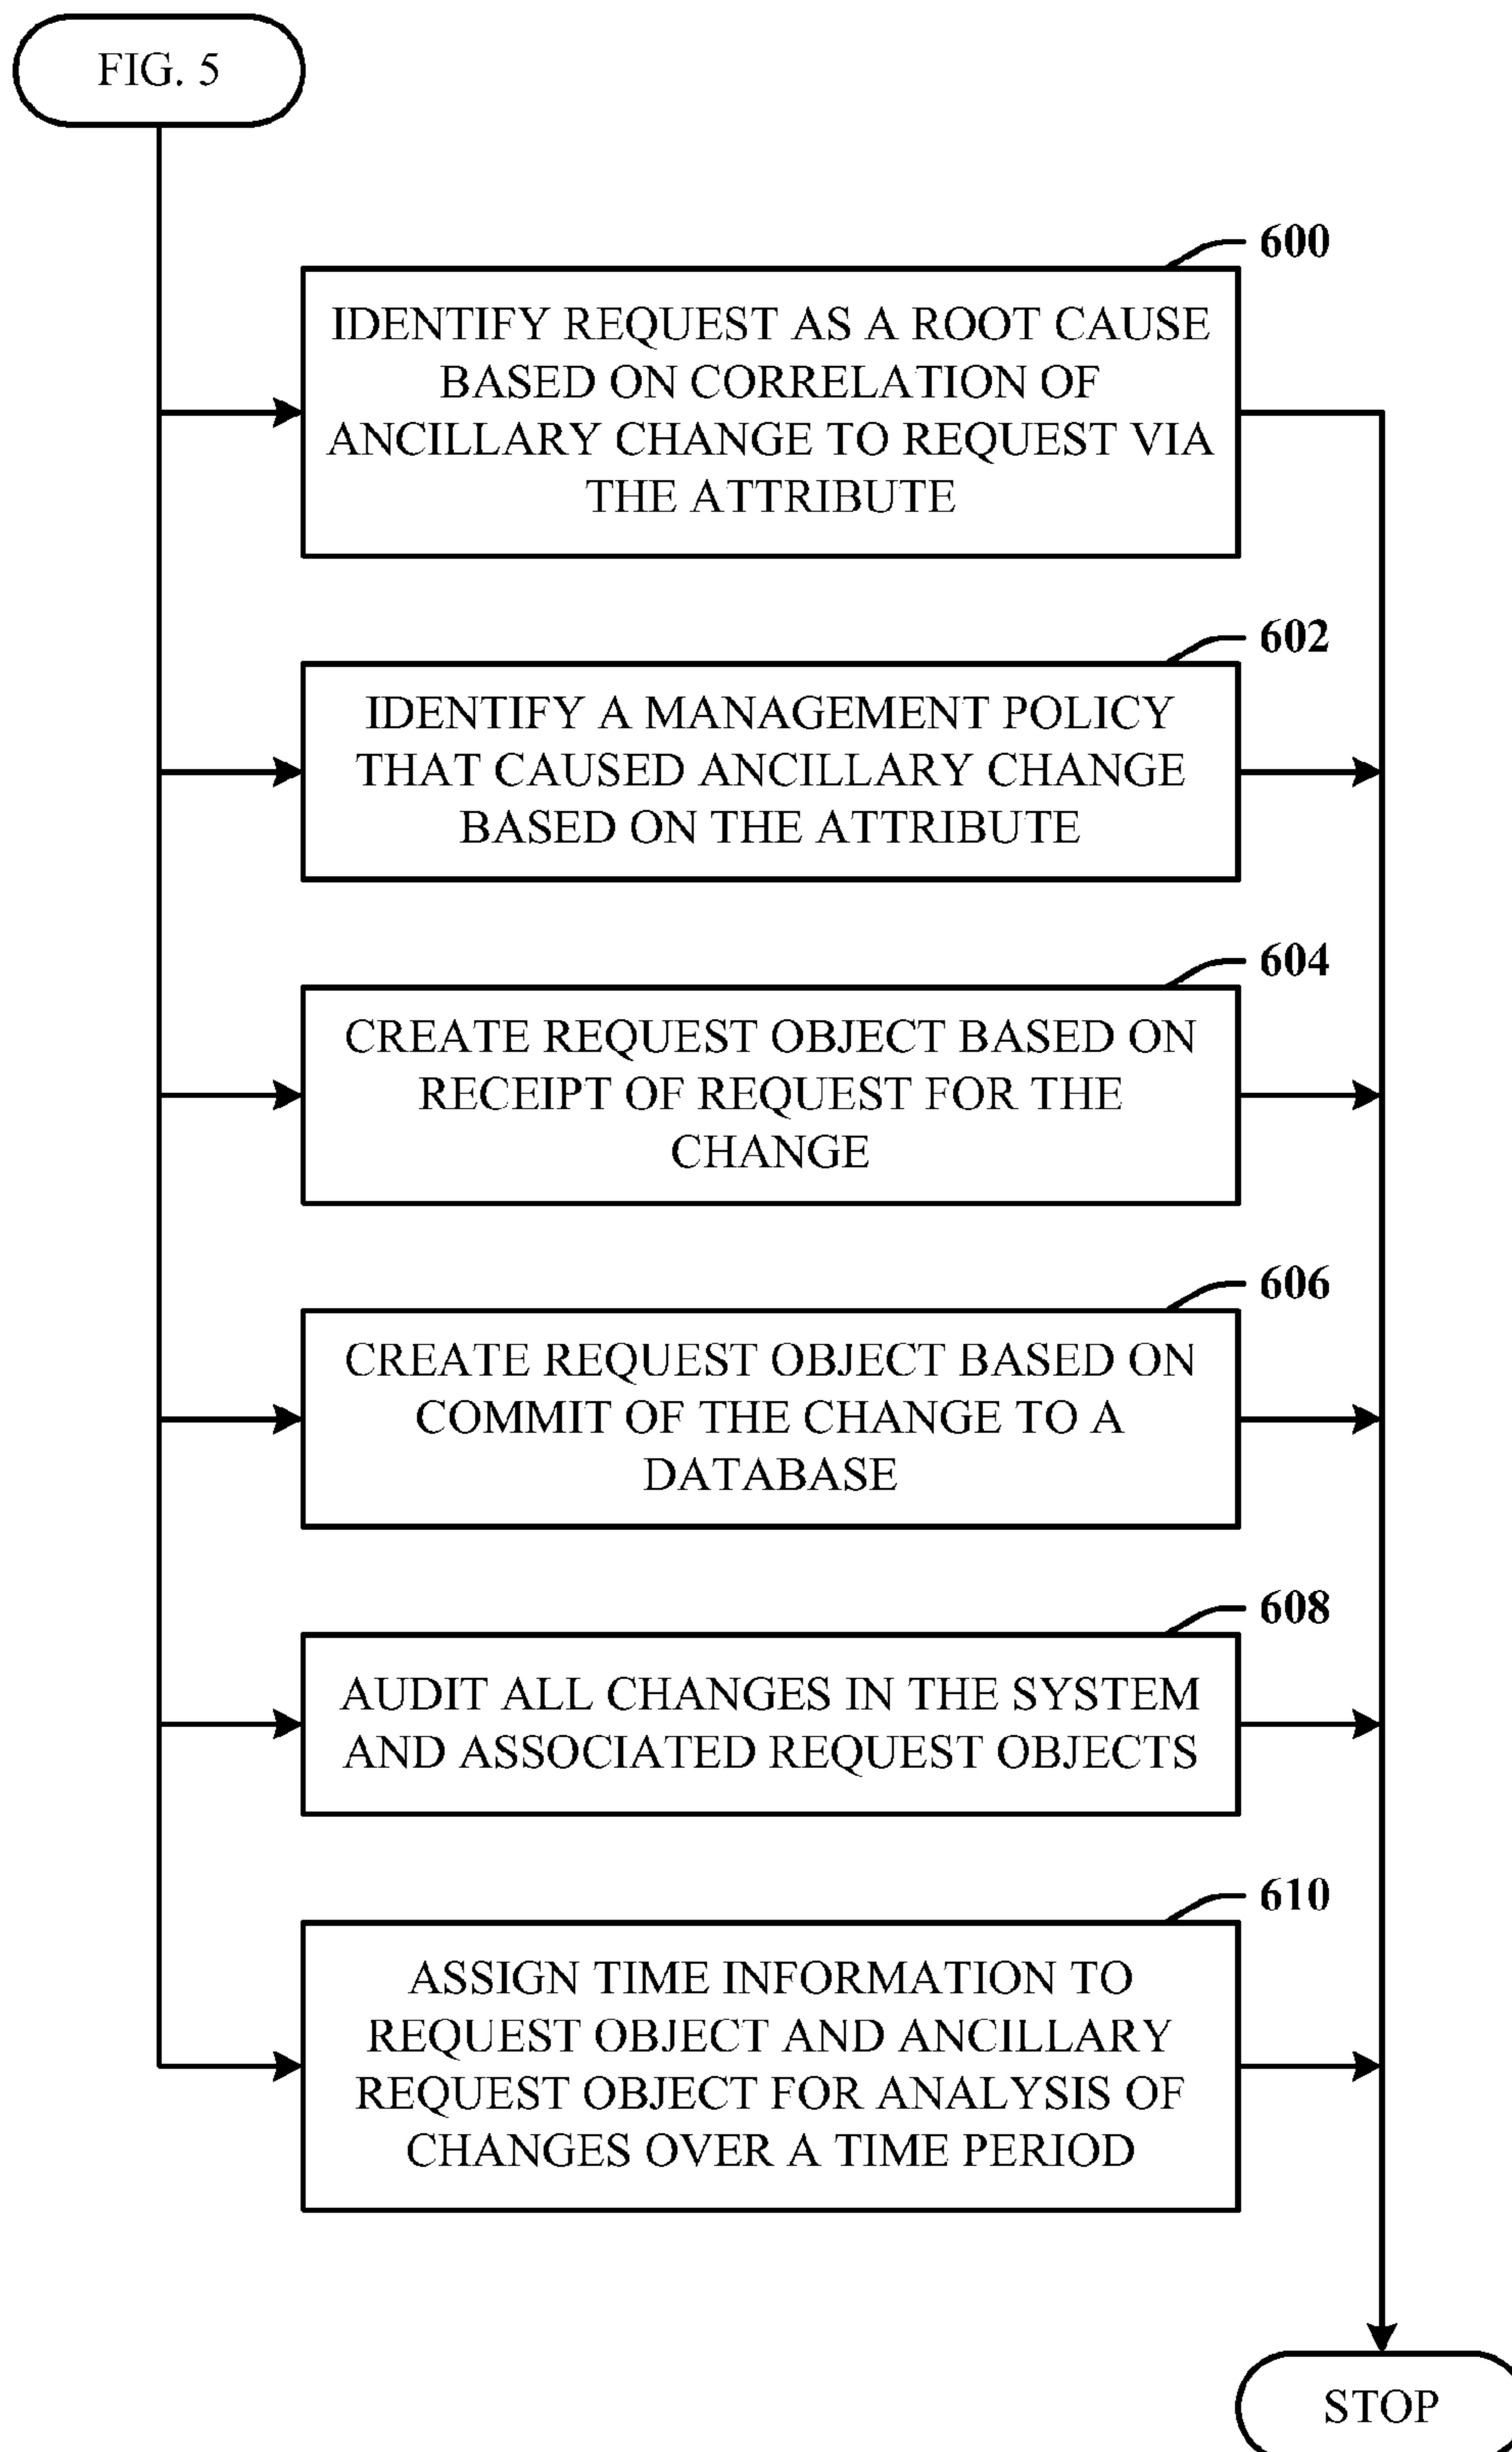 FIG. 5
600
IDENTIFY REQUEST AS A ROOT CAUSE
BASED ON CORRELATION OF
ANCILLARY CHANGE TO REQUEST VIA
THE ATTRIBUTE
602
IDENTIFY A MANAGEMENT POLICY
THAT CAUSED ANCILLARY CHANGE
BASED ON THE ATTRIBUTE
604
CREATE REQUEST OBJECT BASED ON
RECEIPT OF REQUEST FOR THE
CHANGE
606
CREATE REQUEST OBJECT BASED ON
COMMIT OF THE CHANGE TO A
DATABASE
608
AUDIT ALL CHANGES IN THE SYSTEM
AND ASSOCIATED REQUEST OBJECTS
610
ASSIGN TIME INFORMATION TO
REQUEST OBJECT AND ANCILLARY
REQUEST OBJECT FOR ANALYSIS OF
CHANGES OVER A TIME PERIOD
STOP